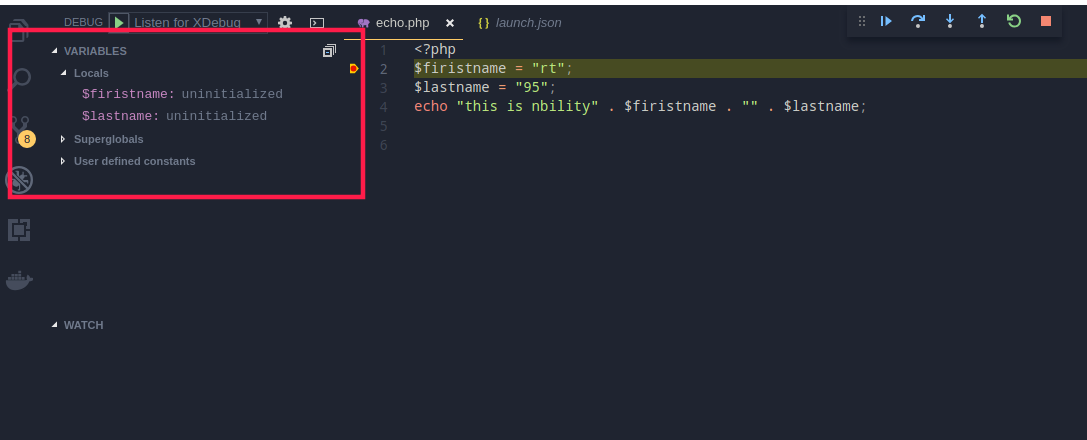 DEBUG Listen for XDebug
echo.php
launch.json
VARIABLES
Locals
$firistname: uninitialized
$lastname: uninitialized
Superglobals
User defined constants
8
WATCH
1 <?php
2 $firistname = "rt";
3 $lastname = "95";
4 echo "this is nbility" . $firistname . "" . $lastname;
5
6